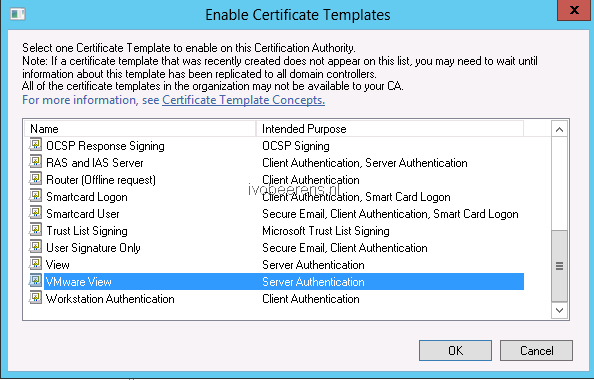 Enable Certificate Templates
x
Select one Certificate Template to enable on this Certification Authority.
Note: If a certificate template that was recently created does not appear on this list, you may need to wait until
information about this template has been replicated to all domain controllers.
All of the certificate templates in the organization may not be available to your CA.
For more information, see Certificate Template Concepts.
Name Intended Purpose
OCSP Response Signing OCSP Signing
RAS and IAS Server Client Authentication, Server Authentication
Router (Offline request) Client Authentication
ivobeerens.nl
Smartcard Logon Client Authentication, Smart Card Logon
Smartcard User Secure Email, Client Authentication, Smart Card Logon
Trust List Signing Microsoft Trust List Signing
User Signature Only Secure Email, Client Authentication
View Server Authentication
VMware View Server Authentication
Workstation Authentication Client Authentication
OK Cancel